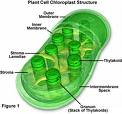 Plant Cell Chloroplast Structure
Outer
Membrane
Inner
Membrane
Stroma
Lamellae
Thylakoid
Stroma
Intermembrane
Space
Figure 1
Granum
(Stack of Thylakoids)